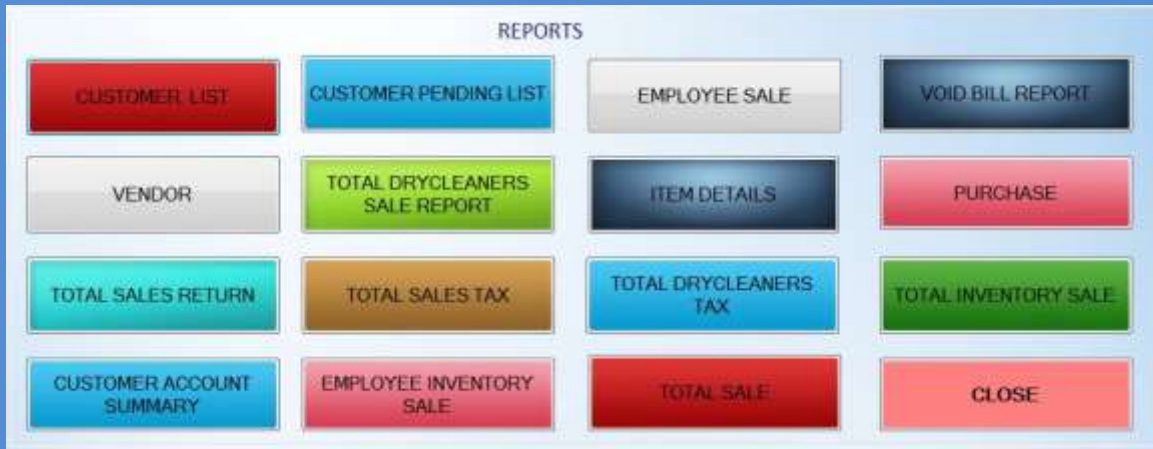 REPORTS
CUSTOMER LIST
CUSTOMER PENDING LIST
EMPLOYEE SALE
VOID BILL REPORT
VENDOR
TOTAL DRYCLEANERS
SALE REPORT
ITEM DETAILS
PURCHASE
TOTAL SALES RETURN
TOTAL SALES TAX
TOTAL DRYCLEANERS
TAX
TOTAL INVENTORY SALE
CUSTOMER ACCOUNT
SUMMARY
EMPLOYEE INVENTORY
SALE
TOTAL SALE
CLOSE